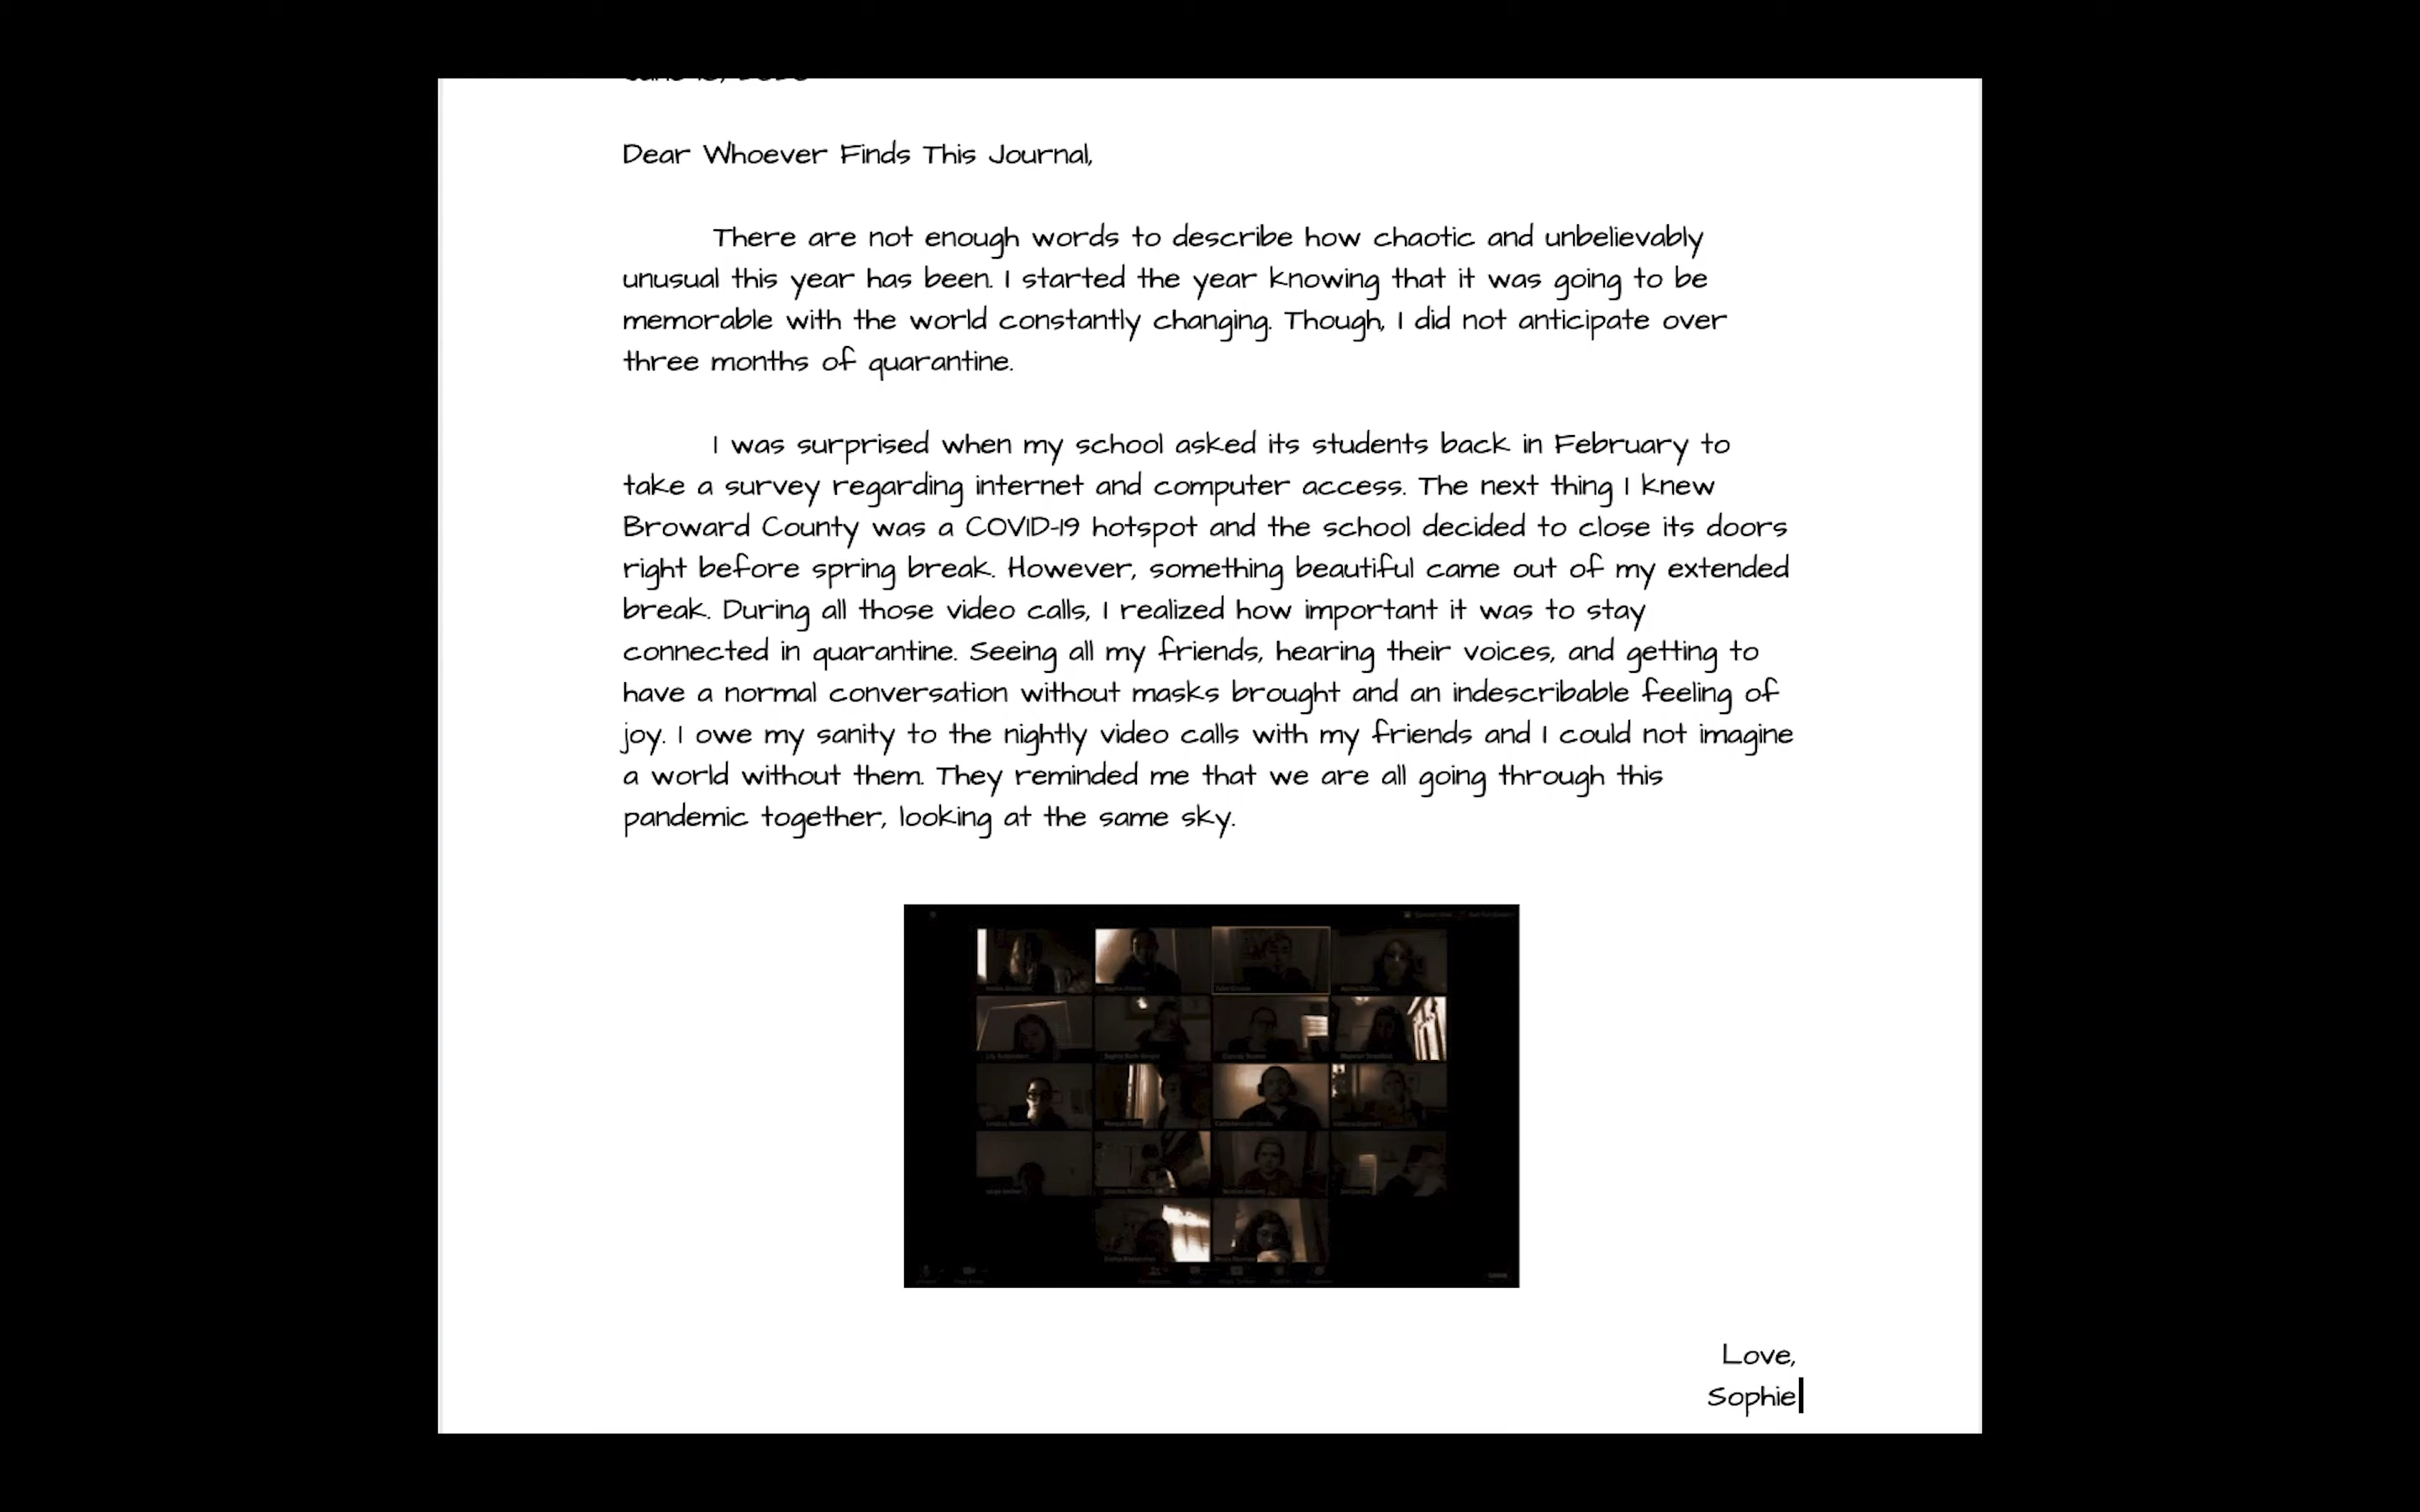 Dear Whoever Finds This Journal,
There are not enough words to describe how chaotic and unbelievably
unusual this year has been. I started the year knowing that it was going to be
memorable with the world constantly changing. Though, I did not anticipate over
three months of quarantine.
I was surprised when my school asked its students back in February to
take a survey regarding internet and computer access. The next thing I knew
Broward County was a COVID-19 hotspot and the school decided to close its doors
right before spring break. However, something beautiful came out of my extended
break. During all those video calls, I realized how important it was to stay
connected in quarantine. Seeing all my friends, hearing their voices, and getting to
have a normal conversation without masks brought and an indescribable feeling of
joy. I owe my sanity to the nightly video calls with my friends and I could not imagine
a world without them. They reminded me that we are all going through this
pandemic together, looking at the same sky.
Love,
Sophie